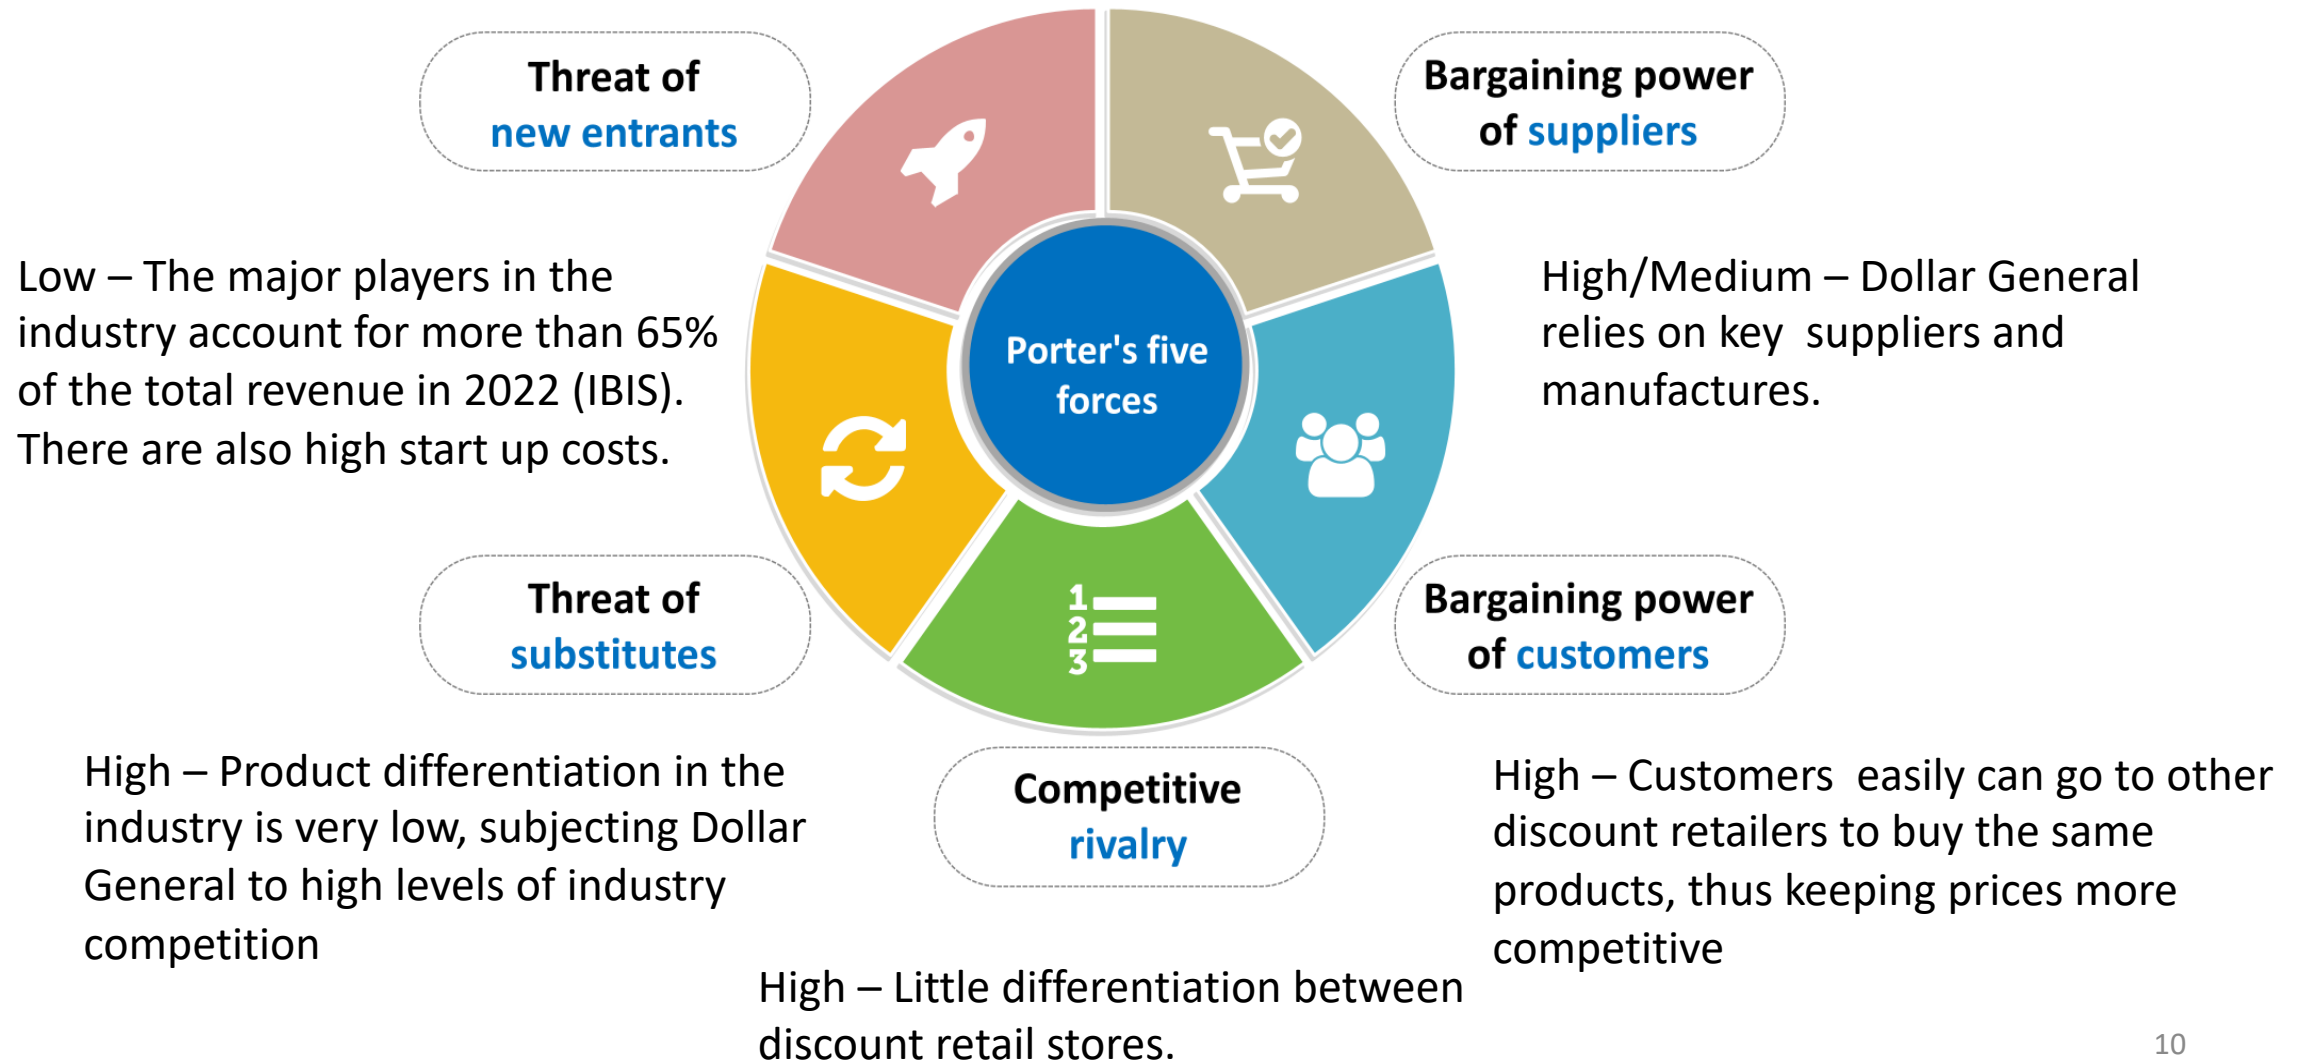 Threat of
new entrants
Low – The major players in the
industry account for more than 65%
of the total revenue in 2022 (IBIS).
There are also high start up costs.
Bargaining power
of suppliers
High/Medium – Dollar General
relies on key  suppliers and
manufactures.
Porter's five
forces
Threat of
substitutes
High – Product differentiation in the
industry is very low, subjecting Dollar
General to high levels of industry
competition
1
2
3
Competitive
rivalry
High – Little differentiation between
discount retail stores.
Bargaining power
of customers
High – Customers  easily can go to other
discount retailers to buy the same
products, thus keeping prices more
competitive
10